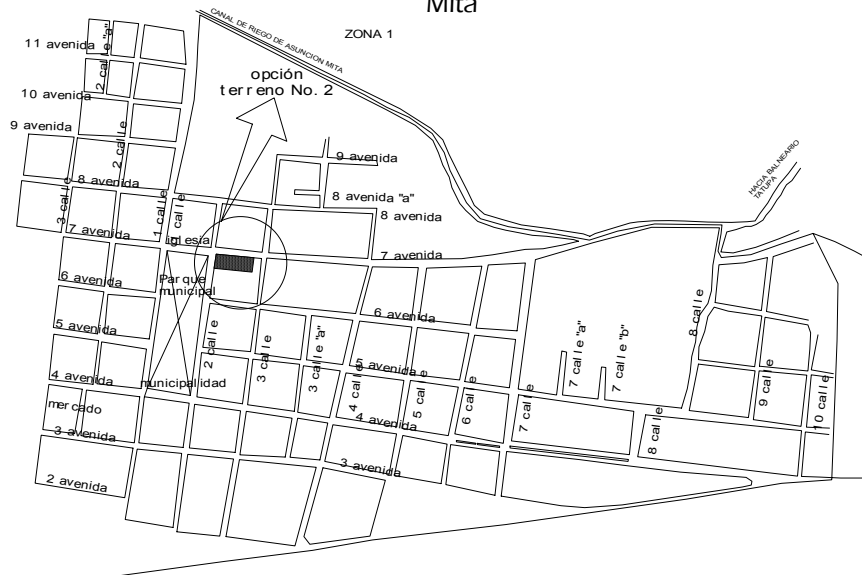 Mita
CANAL DE RIEGO DE ASUNCION MITA
ZONA 1
11 avenida
2 calle "a"
opción
terreno No. 2
10 avenida
9 avenida
2 calle
9 avenida
HACIA BALNEARIO
TATUPA
8 avenida
3 calle
8 avenida "a"
8 avenida
1 calle
calle
7 avenida
iglesia
7 avenida
6 avenida
Parque
municipal
6 avenida
8 calle
5 avenida
2 calle
3 calle
3 calle "a"
7 calle "a"
7 calle "b"
5 avenida
4 avenida
municipalidad
4 calle
5 calle
6 calle
7 calle
9 calle
10 calle
mercado
4 avenida
3 avenida
8 calle
3 avenida
2 avenida